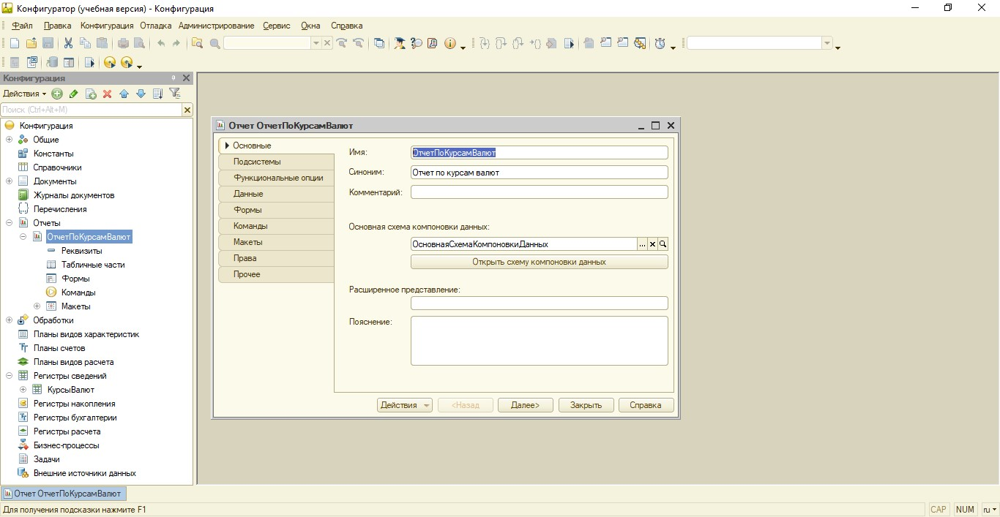 Конфигуратор (учебная версия) - Конфигурация
Файл Правка Конфигурация Отладка Администрирование Сервис Окна Справка
Конфигурация
Действия
Поиск (Ctrl+Alt+M)
Конфигурация
Общие
Константы
Справочники
Документы
Журналы документов
Перечисления
Отчеты
ОтчетПоКурсамВалют
Реквизиты
Табличные части
Формы
Команды
Макеты
Обработки
Планы видов характеристик
Планы счетов
Планы видов расчета
Регистры сведений
КурсыВалют
Регистры накопления
Регистры бухгалтерии
Регистры расчета
Бизнес-процессы
Задачи
Внешние источники данных
Отчет ОтчетПоКурсамВалют
Основные
Подсистемы
Функциональные опции
Данные
Формы
Команды
Макеты
Права
Прочее
Имя: ОтчетПоКурсамВалют
Синоним: Отчет по курсам валют
Комментарий:
Основная схема компоновки данных:
ОсновнаяСхемаКомпоновкиДанных ...
Открыть схему компоновки данных
Расширенное представление:
Пояснение:
Действия <Назад Далее> Закрыть Справка
Отчет ОтчетПоКурсамВалют
Для получения подсказки нажмите F1 CAP NUM ru